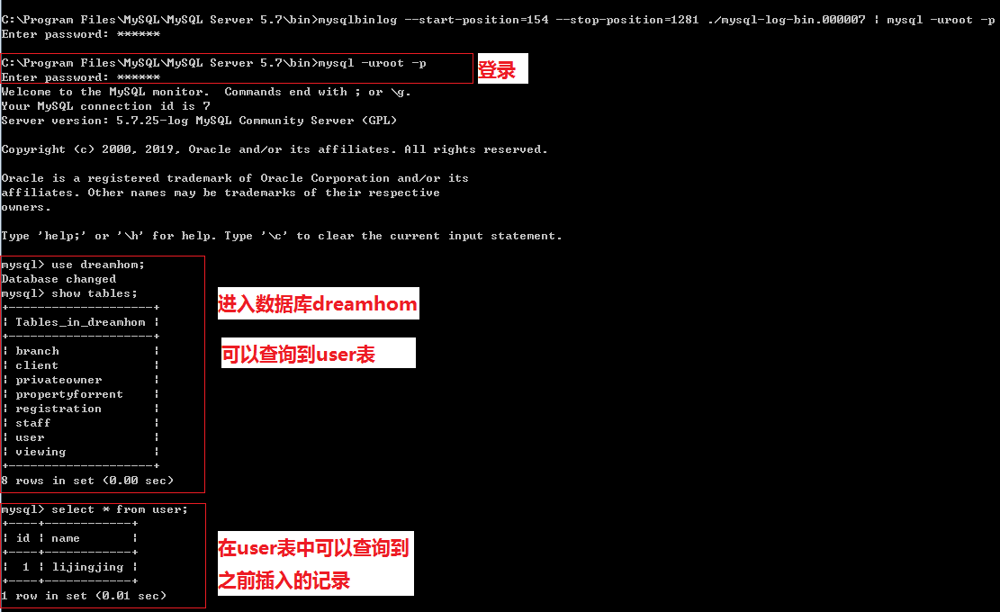 C:\Program Files\MySQL\MySQL Server 5.7\bin>mysqlbinlog --start-position=154 --stop-position=1281 ./mysql-log-bin.000007 | mysql -uroot -p
Enter password: ******
C:\Program Files\MySQL\MySQL Server 5.7\bin>mysql -uroot -p
Enter password: ******
登录
Welcome to the MySQL monitor.  Commands end with ; or \g.
Your MySQL connection id is 7
Server version: 5.7.25-log MySQL Community Server (GPL)
Copyright (c) 2000, 2019, Oracle and/or its affiliates. All rights reserved.
Oracle is a registered trademark of Oracle Corporation and/or its
affiliates. Other names may be trademarks of their respective
owners.
Type 'help;' or '\h' for help. Type '\c' to clear the current input statement.
mysql> use dreamhom;
Database changed
mysql> show tables;
+--------------------+
| Tables_in_dreamhom |
+--------------------+
| branch             |
| client             |
| privateowner       |
| propertyforrent    |
| registration       |
| staff              |
| user               |
| viewing            |
+--------------------+
8 rows in set (0.00 sec)
进入数据库dreamhom
可以查询到user表
mysql> select * from user;
+----+------------+
| id | name       |
+----+------------+
|  1 | lijingjing |
+----+------------+
1 row in set (0.01 sec)
在user表中可以查询到
之前插入的记录